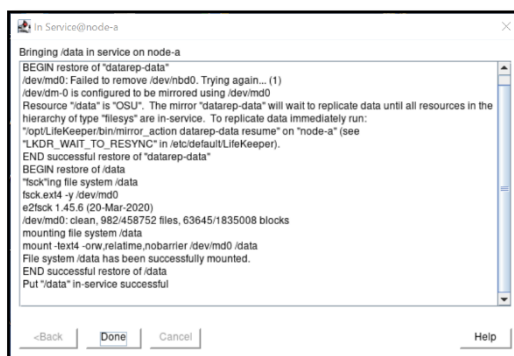 In Service@node-a
Bringing /data in service on node-a
BEGIN restore of "datarep-data"
/dev/md0: Failed to remove /dev/nbd0. Trying again... (1)
/dev/dm-0 is configured to be mirrored using /dev/md0
Resource "/data" is "OSU". The mirror "datarep-data" will wait to replicate data until all resources in the
hierarchy of type "filesys" are in-service. To replicate data immediately run:
"/opt/LifeKeeper/bin/mirror_action datarep-data resume" on "node-a" (see
"LKDR_WAIT_TO_RESYNC" in /etc/default/LifeKeeper).
END successful restore of "datarep-data"
BEGIN restore of /data
"fsck"ing file system /data
fsck.ext4 -y /dev/md0
e2fsck 1.45.6 (20-Mar-2020)
/dev/md0: clean, 982/458752 files, 63645/1835008 blocks
mounting file system /data
mount -text4 -orw,relatime,nobarrier /dev/md0 /data
File system /data has been successfully mounted.
END successful restore of /data
Put "/data" in-service successful
<Back Done Cancel Help